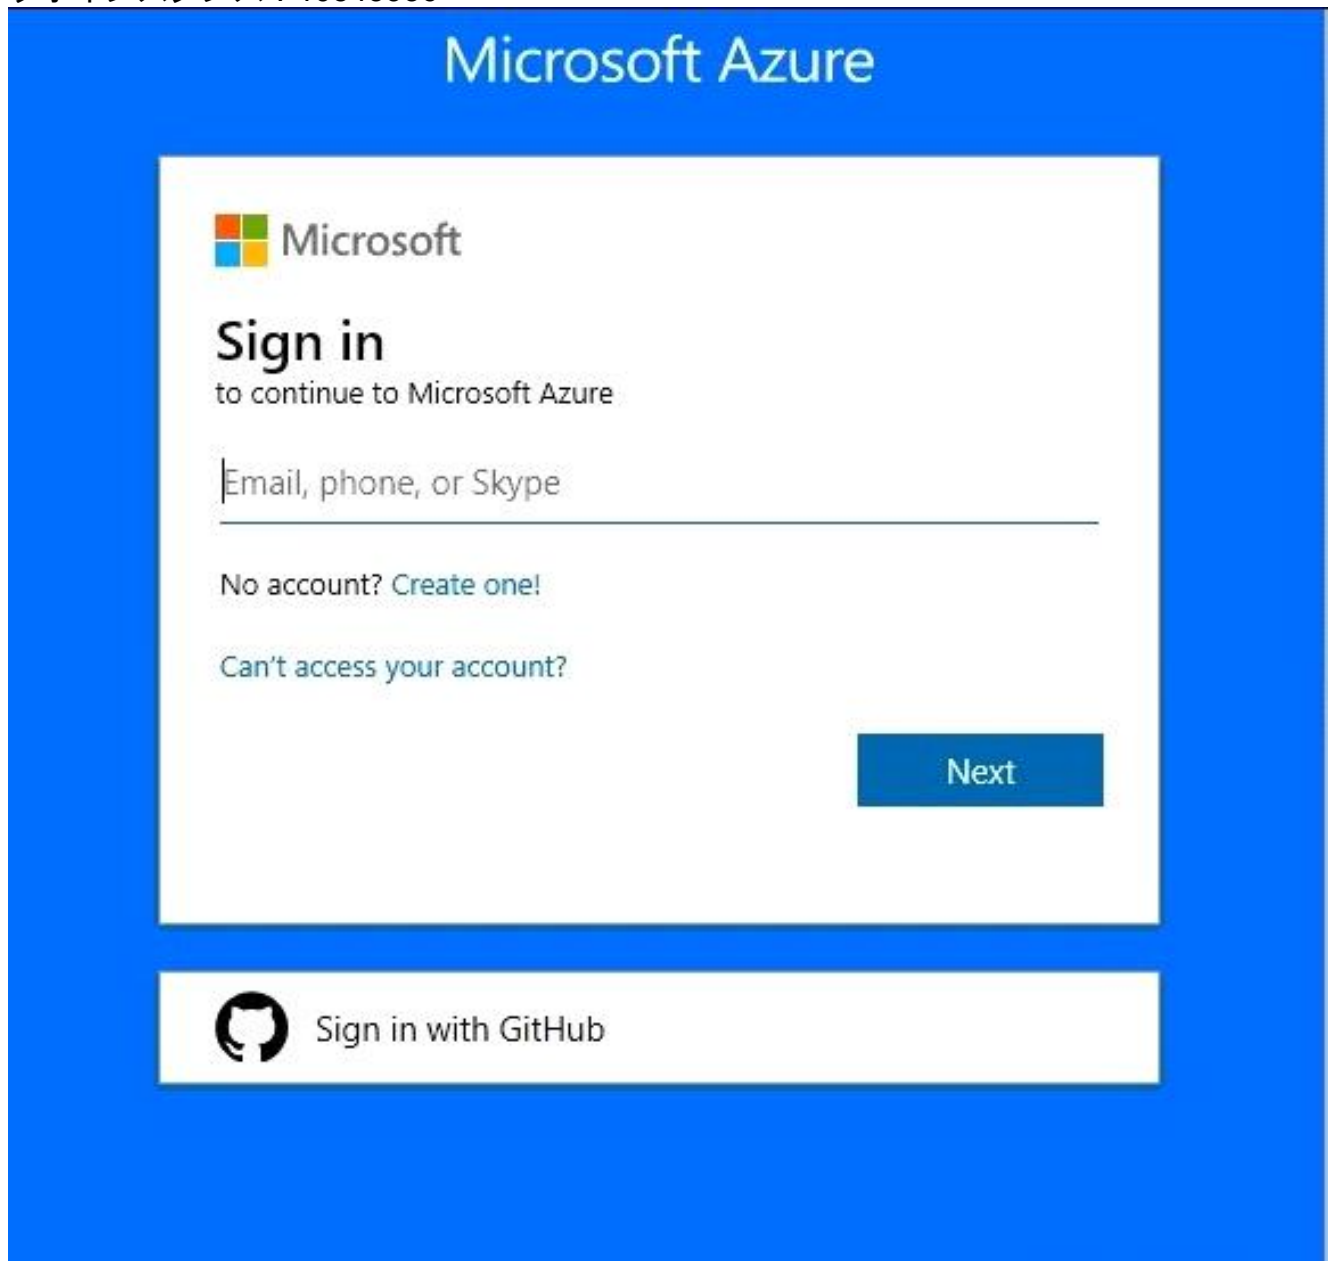 Microsoft Azure
Microsoft
Sign in
to continue to Microsoft Azure
Email, phone, or Skype
No account? Create one!
Can't access your account?
Next
Sign in with GitHub